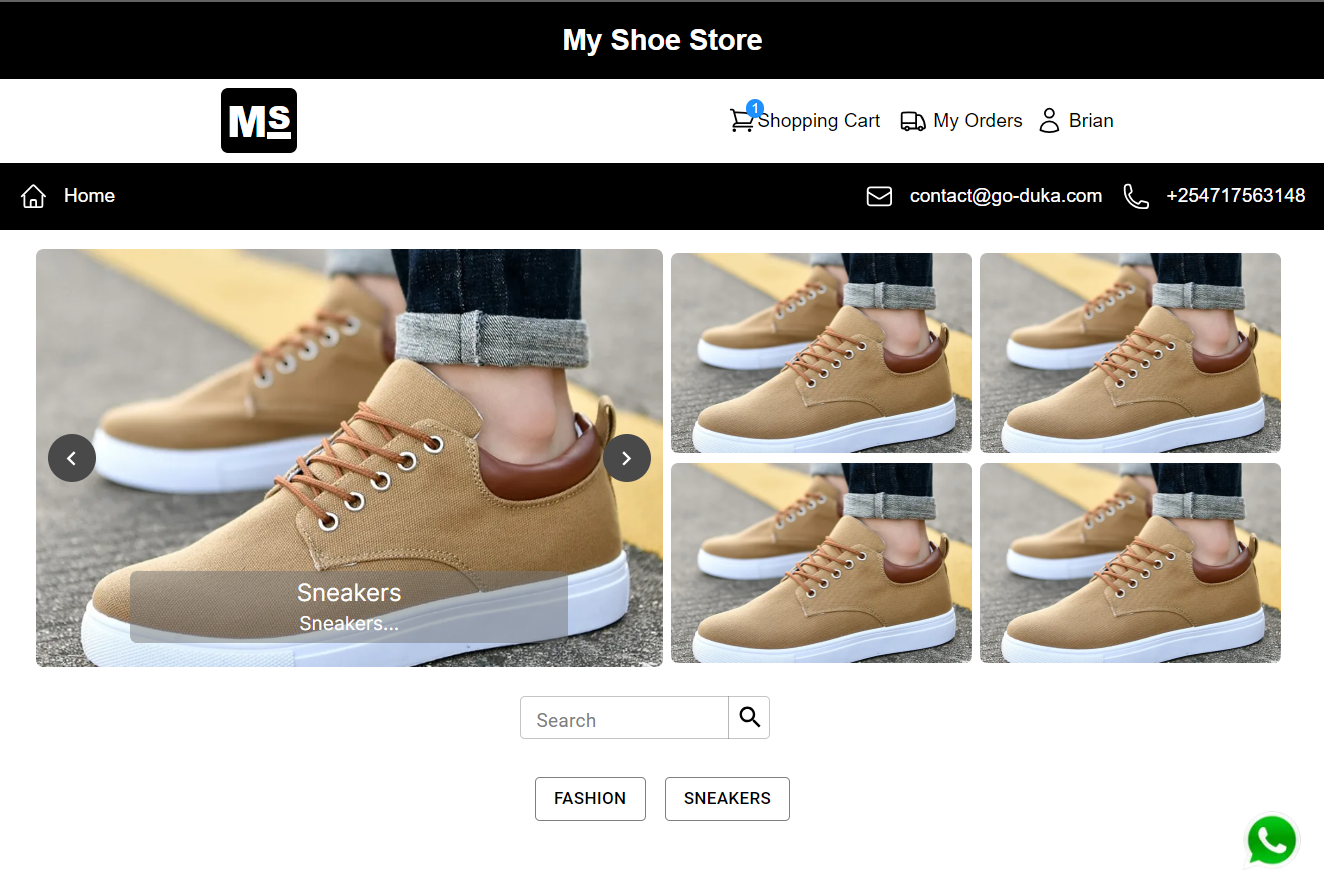 My Shoe Store
Ms
1
Shopping Cart
My Orders
Brian
Home
contact@go-duka.com
+254717563148
Sneakers
Sneakers...
Search
FASHION
SNEAKERS